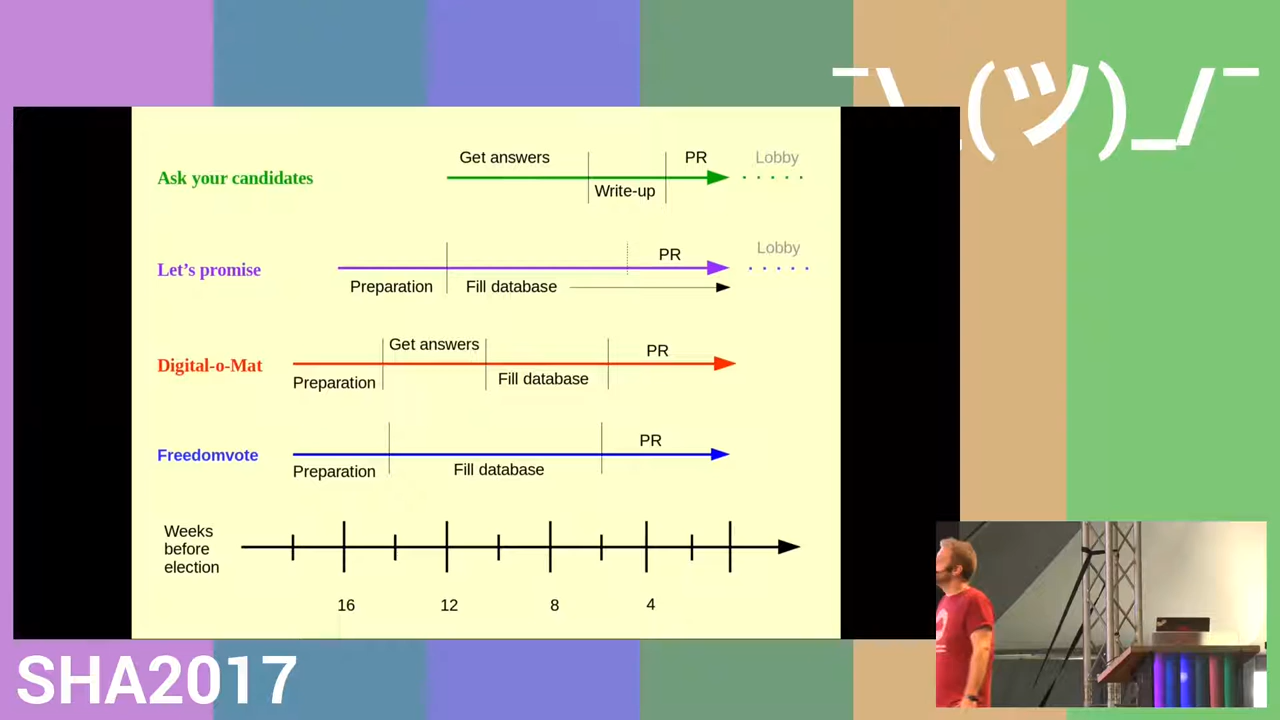 ¯\_(ツ)_/¯
Get answers
PR
Lobby
Ask your candidates
Write-up
Lobby
PR
Let's promise
Preparation
Fill database
Get answers
PR
Digital-o-Mat
Preparation
Fill database
PR
Freedomvote
Preparation
Fill database
Weeks
before
election
16
12
8
4
SHA2017